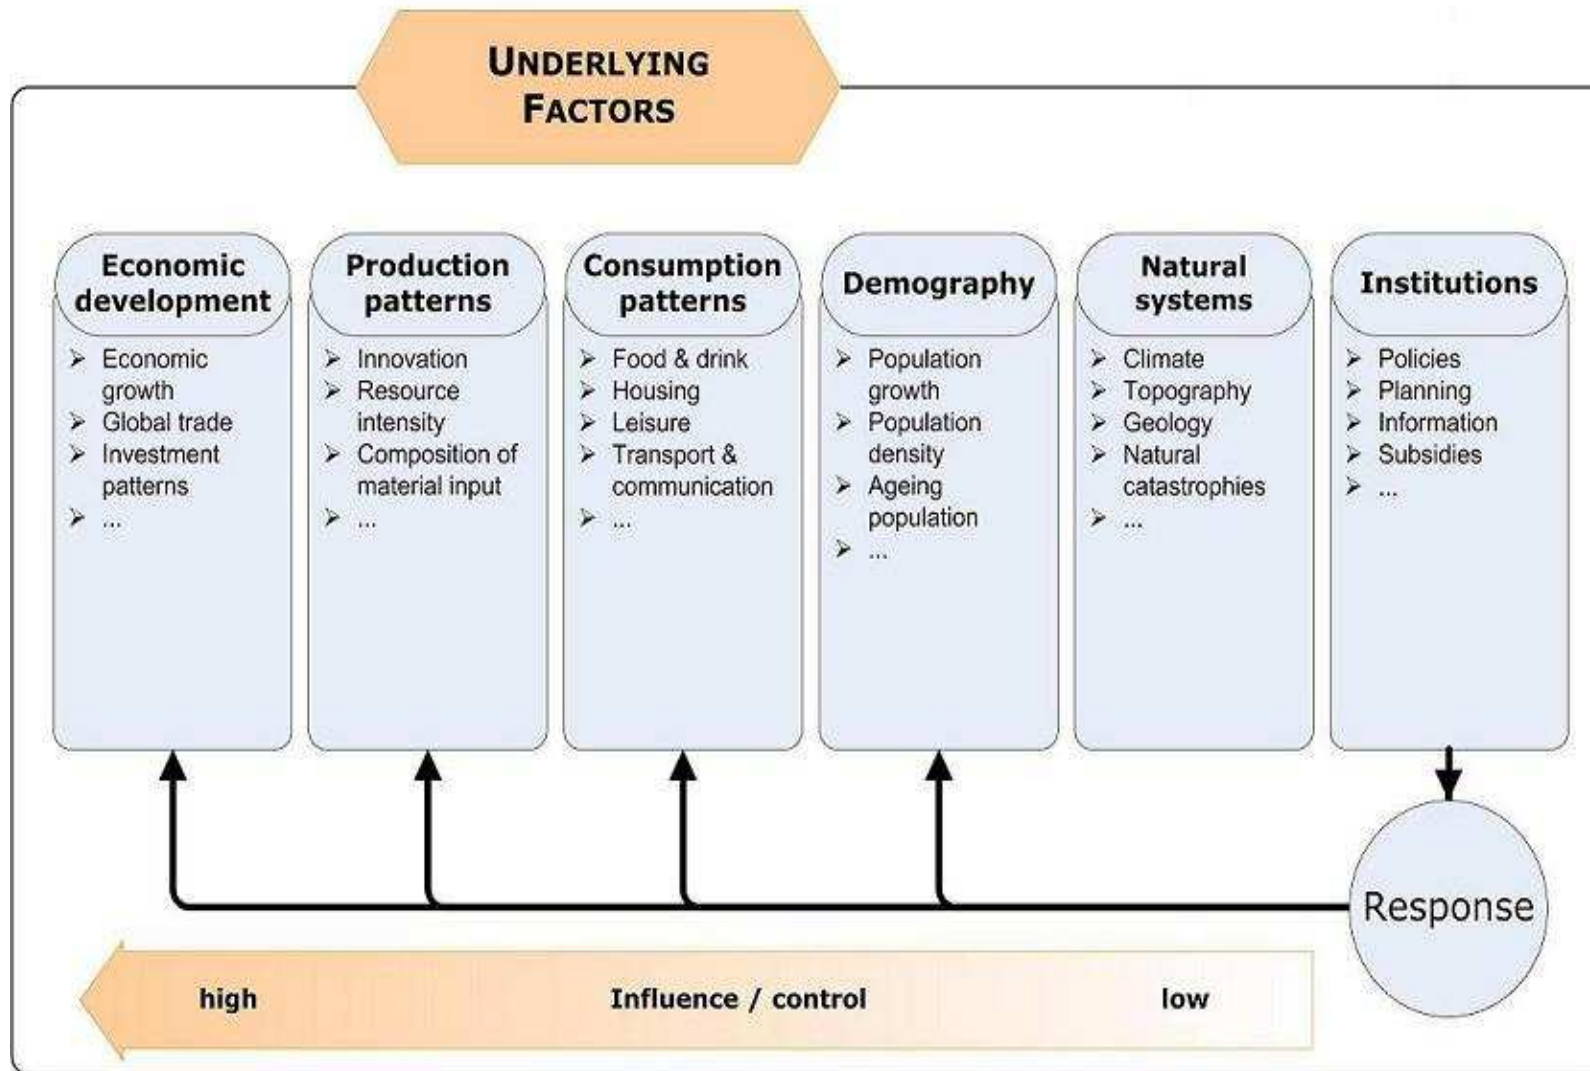 UNDERLYING
FACTORS
Economic
development
➢ Economic
growth
➢ Global trade
➢ Investment
patterns
➢ ...
Production
patterns
➢ Innovation
➢ Resource
intensity
➢ Composition of
material input
➢ ...
Consumption
patterns
➢ Food & drink
➢ Housing
➢ Leisure
➢ Transport &
communication
➢ ...
Demography
➢ Population
growth
➢ Population
density
➢ Ageing
population
➢ ...
Natural
systems
➢ Climate
➢ Topography
➢ Geology
➢ Natural
catastrophies
➢ ...
Institutions
➢ Policies
➢ Planning
➢ Information
➢ Subsidies
➢ ...
Response
high Influence / control low